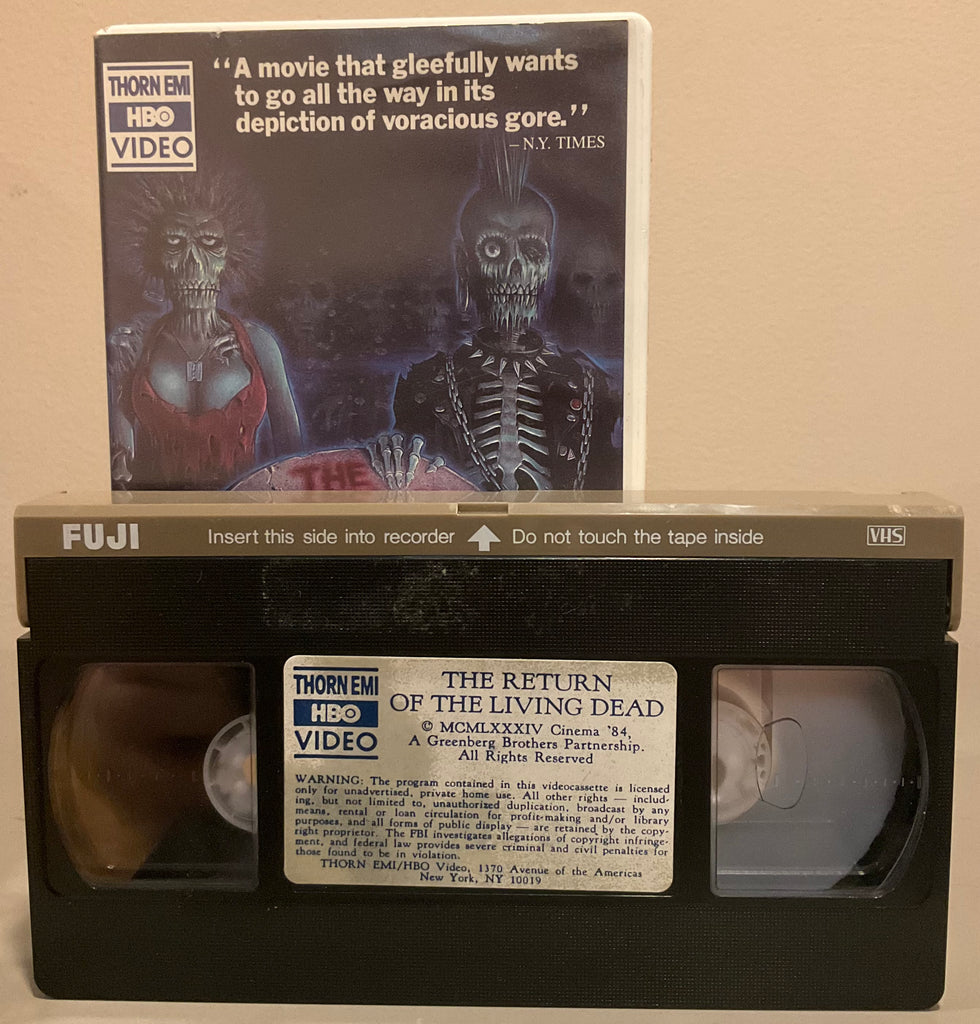 THORN EMI
HBO
VIDEO
“A movie that gleefully wants
to go all the way in its
depiction of voracious gore.”
– N.Y. TIMES
THE
FUJI
Insert this side into recorder
Do not touch the tape inside
VHS
THORN EMI
HBO
VIDEO
THE RETURN
OF THE LIVING DEAD
© MCMLXXXIV Cinema '84,
A Greenberg Brothers Partnership.
All Rights Reserved
WARNING: The program contained in this videocassette is licensed
only for unadvertised, private home use. All other rights — includ-
ing, but not limited to, unauthorized duplication, broadcast by any
means, rental or loan circulation for profit-making and/or library
purposes, and all forms of public display — are retained by the copy-
right proprietor. The FBI investigates allegations of copyright infringe-
ment, and federal law provides severe criminal and civil penalties for
those found to be in violation.
THORN EMI/HBO Video, 1370 Avenue of the Americas
New York, NY 10019